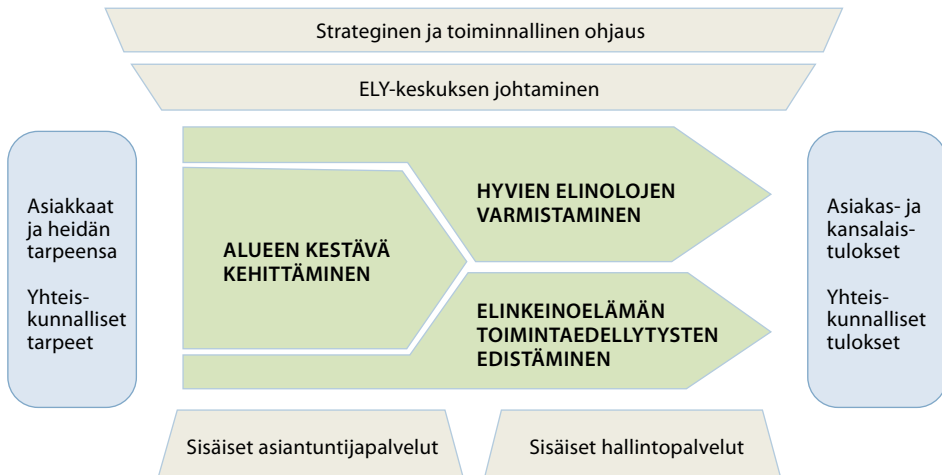 Strateginen ja toiminnallinen ohjaus
ELY-keskuksen johtaminen
Asiakkaat
ja heidän
tarpeensa
Yhteis-
kunnalliset
tarpeet
ALUEEN KESTÄVÄ
KEHITTÄMINEN
HYVIEN ELINOLOJEN
VARMISTAMINEN
ELINKEINOELÄMÄN
TOIMINTAEDELLYTYSTEN
EDISTÄMINEN
Asiakas- ja
kansalais-
tulokset
Yhteis-
kunnalliset
tulokset
Sisäiset asiantuntijapalvelut
Sisäiset hallintopalvelut